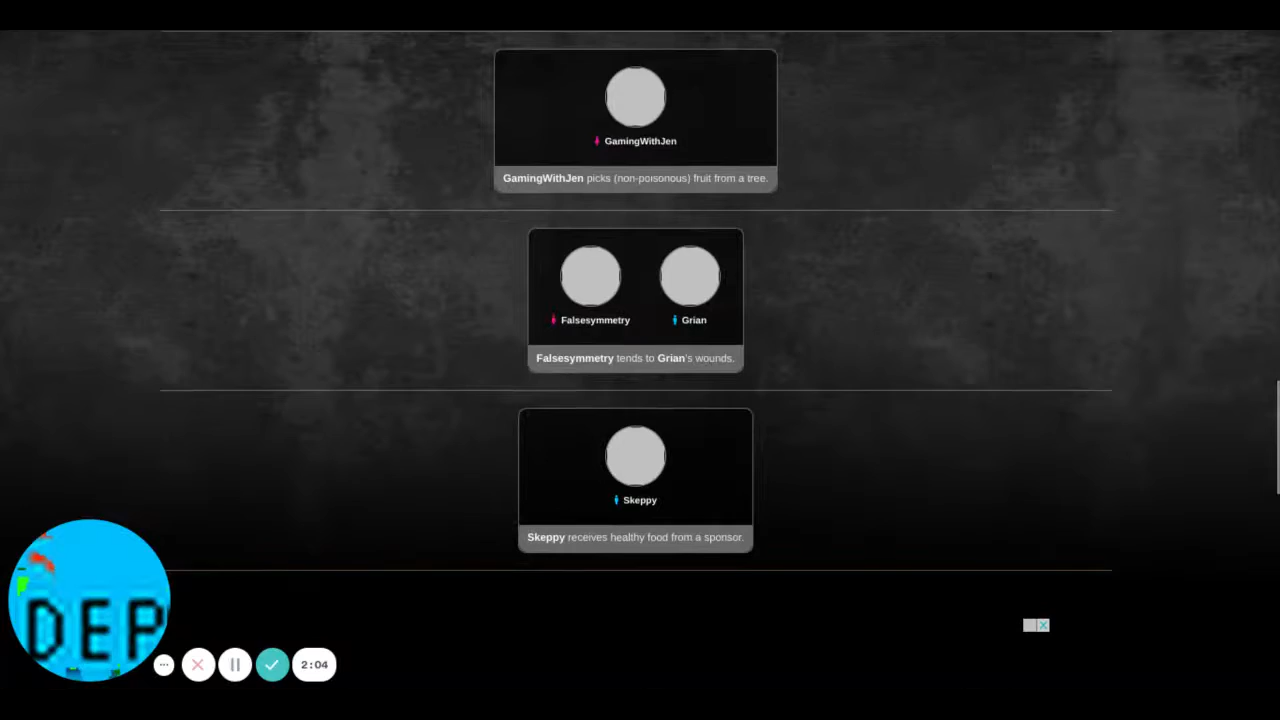 GamingWithJen
GamingWithJen picks (non-poisonous) fruit from a tree.
Falsesymmetry Grian
Falsesymmetry tends to Grian's wounds.
Skeppy
Skeppy receives healthy food from a sponsor.
DEP
2:04